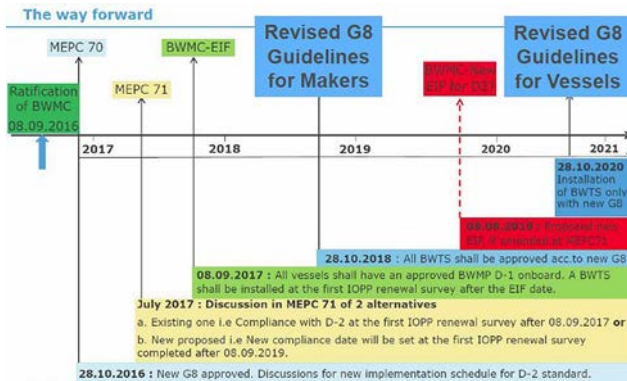 The way forward
MEPC 70
BWMC-EIF
Revised G8
Guidelines
for Makers
Revised G8
Guidelines
for Vessels
Ratification
of BWMC
08.09.2016
MEPC 71
BWMC-New
EIF for D2?
2017
2018
2019
2020
2021
28.10.2020
Installation
of BWTS only
with new G8
08.09.2019 : Proposed new
EIF if amended at MEPC71
28.10.2018 : All BWTS shall be approved acc.to new G8
08.09.2017 : All vessels shall have an approved BWMP D-1 onboard. A BWTS
shall be installed at the first IOPP renewal survey after the EIF date.
July 2017 : Discussion in MEPC 71 of 2 alternatives
a. Existing one i.e Compliance with D-2 at the first IOPP renewal survey after 08.09.2017 or
b. New proposed i.e New compliance date will be set at the first IOPP renewal survey
completed after 08.09.2019.
28.10.2016 : New G8 approved. Discussions for new implementation schedule for D-2 standard.